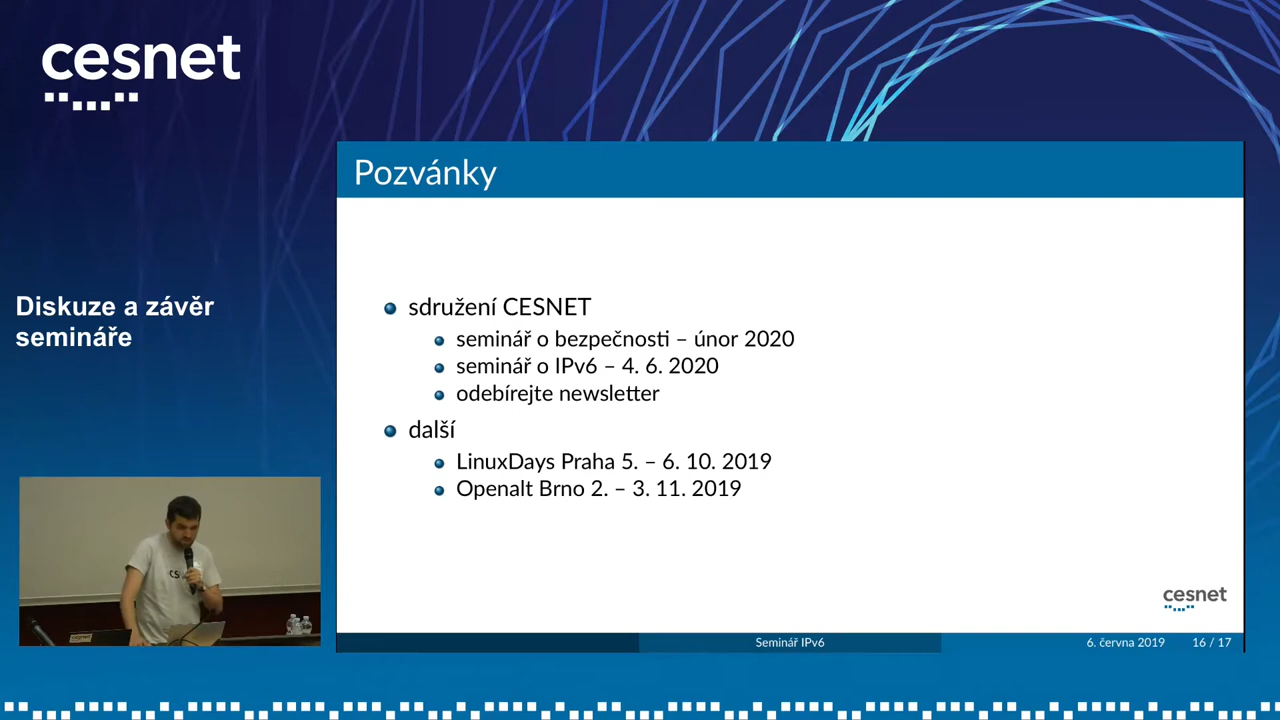 cesnet
Pozvánky
Diskuze a závěr
semináře
sdružení CESNET
seminář o bezpečnosti – únor 2020
seminář o IPv6 – 4. 6. 2020
odebírejte newsletter
další
LinuxDays Praha 5. – 6. 10. 2019
Openalt Brno 2. – 3. 11. 2019
cesnet
Seminář IPv6 6. června 2019 16 / 17